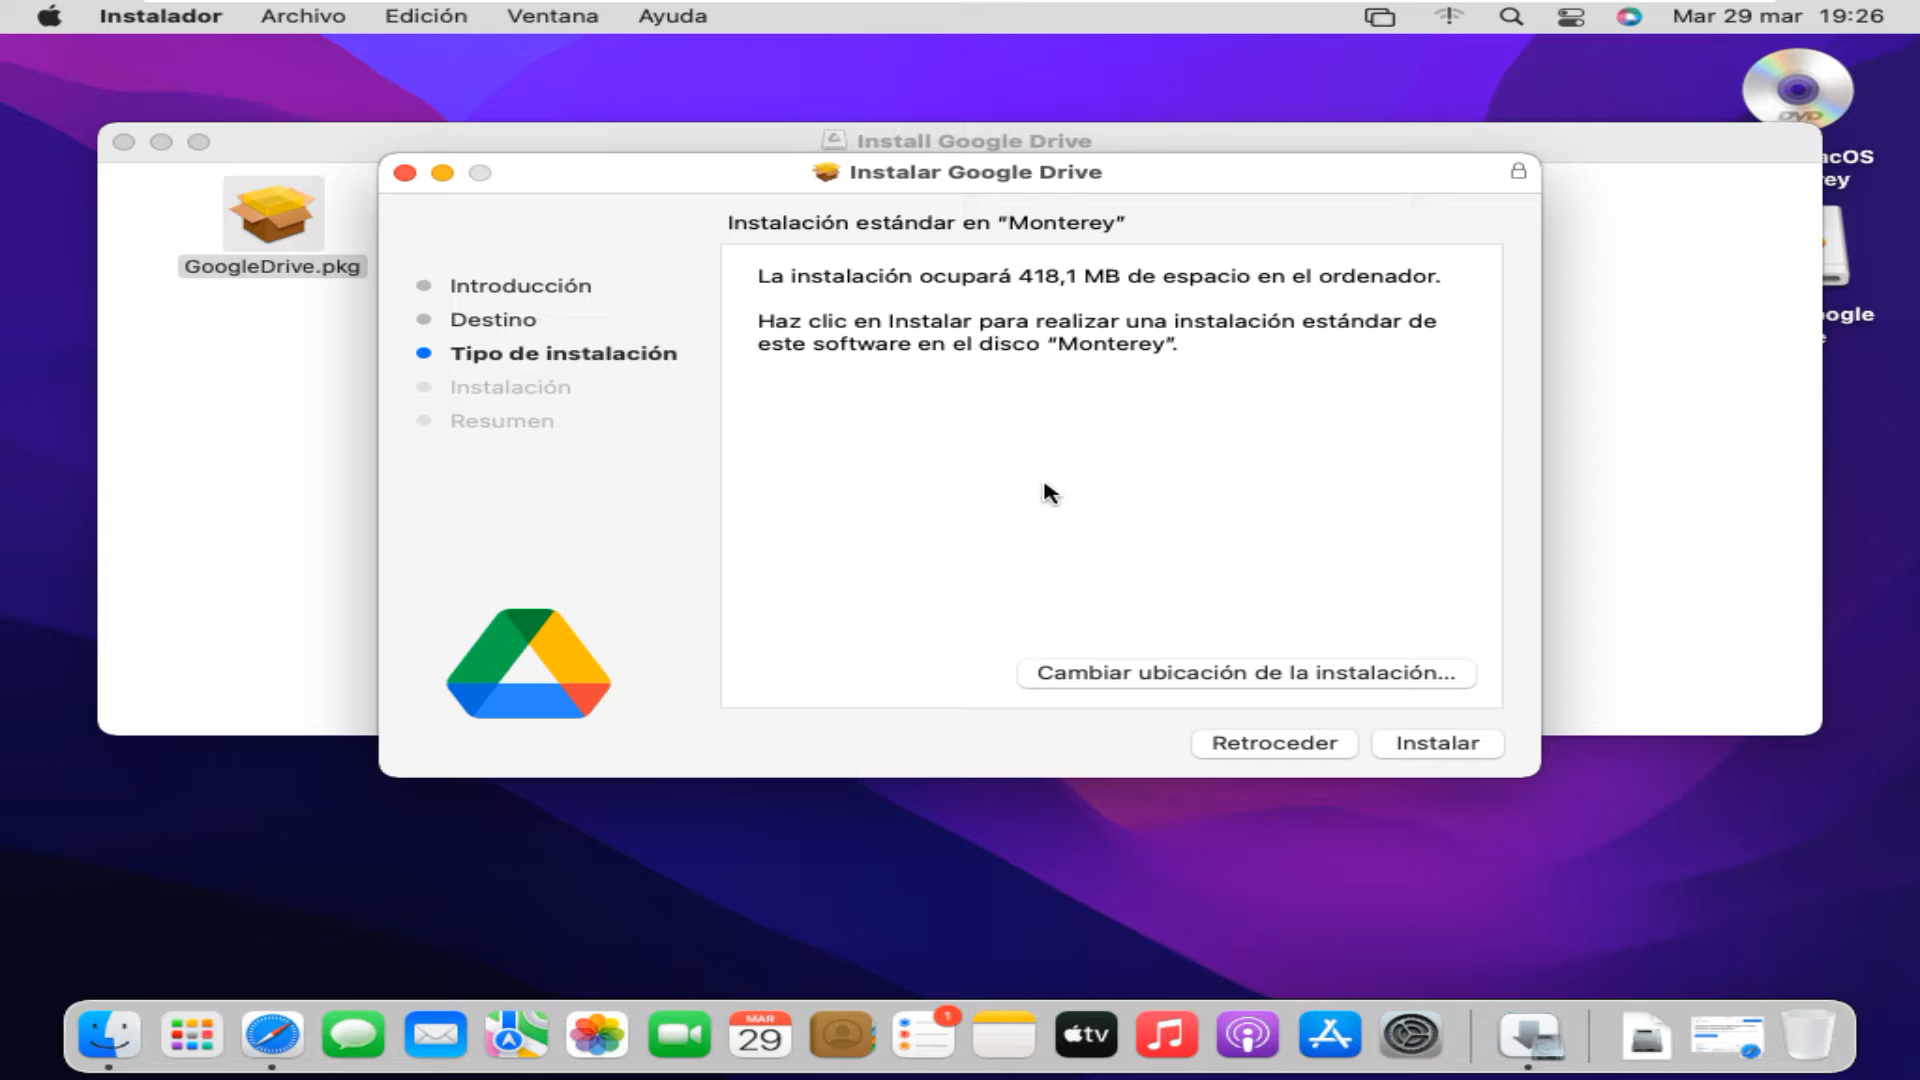 Instalador Archivo Edición Ventana Ayuda Mar 29 mar 19:26
DVD
Install Google Drive
acOS
rey
Instalar Google Drive
GoogleDrive.pkg
Instalación estándar en “Monterey”
Introducción
Destino
Tipo de instalación
Instalación
Resumen
La instalación ocupará 418,1 MB de espacio en el ordenador.
Haz clic en Instalar para realizar una instalación estándar de
este software en el disco “Monterey”.
ogle
e
Cambiar ubicación de la instalación...
Retroceder Instalar
MAR
29
1
tv